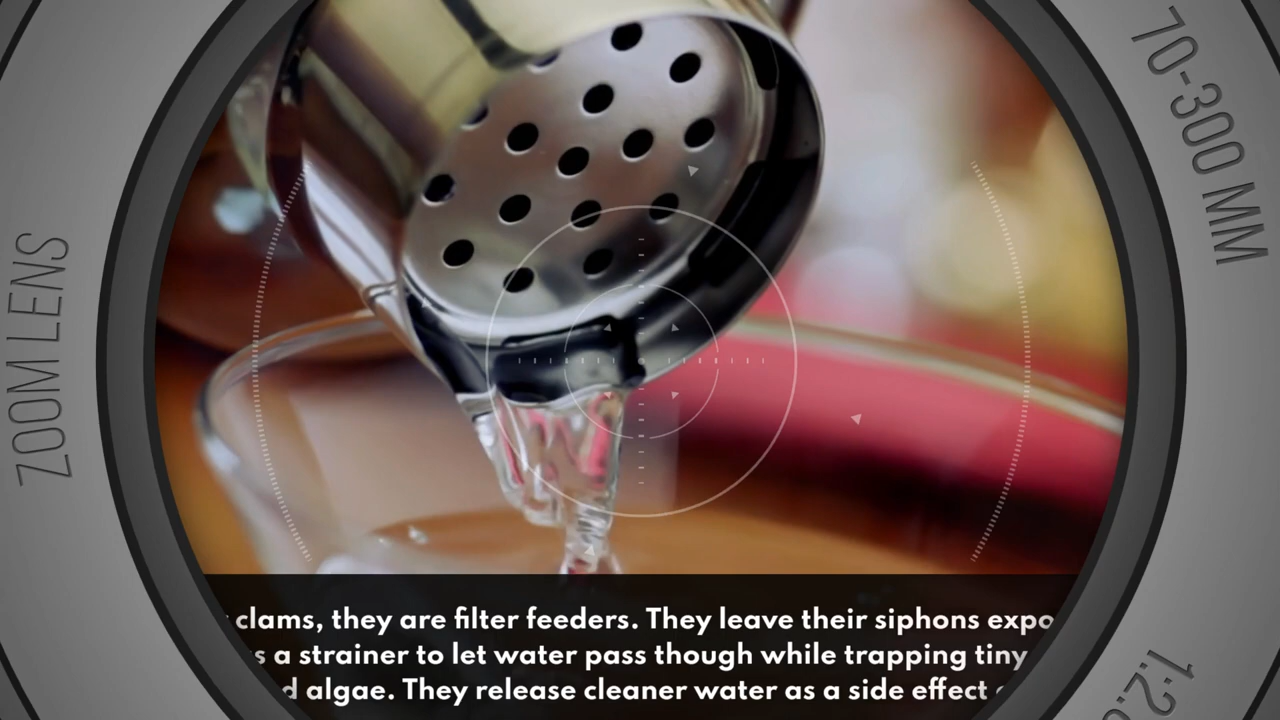 ZOOM LENS
70-300 MM
clams, they are filter feeders. They leave their siphons
a strainer to let water pass though while trapping tiny
algae. They release cleaner water as a side effect